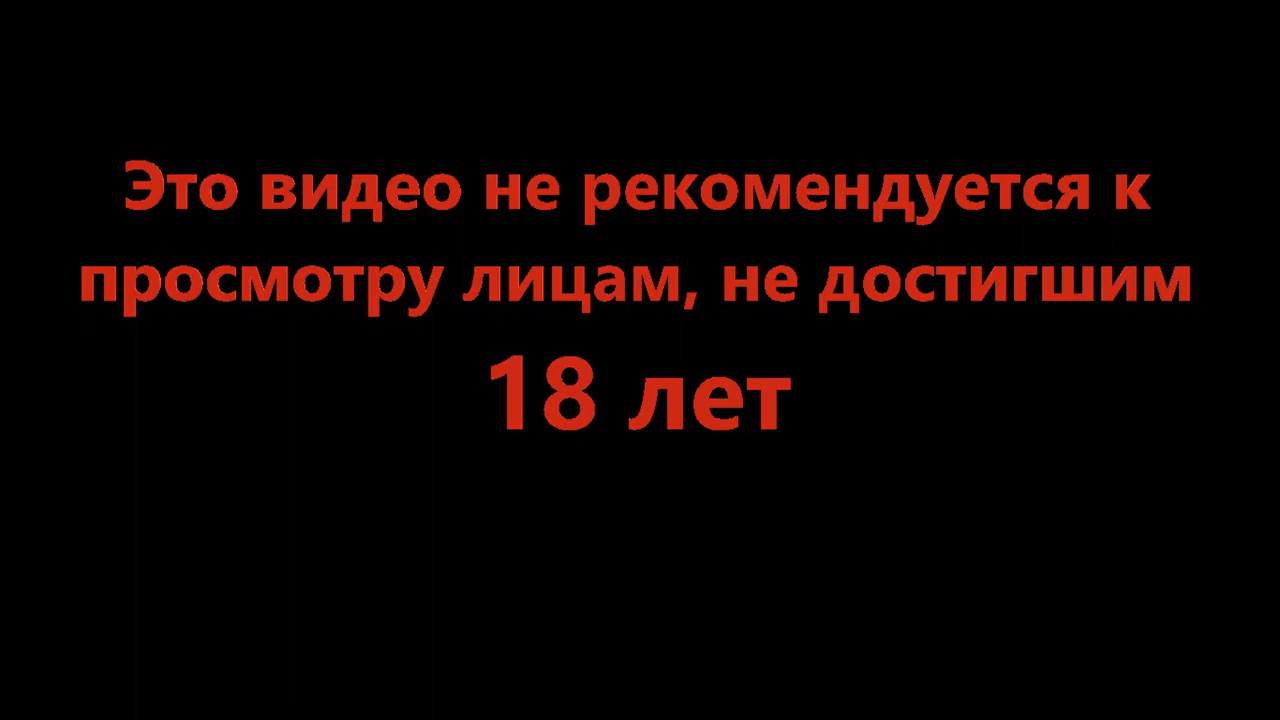 Это видео не рекомендуется к
просмотру лицам, не достигшим
18 лет